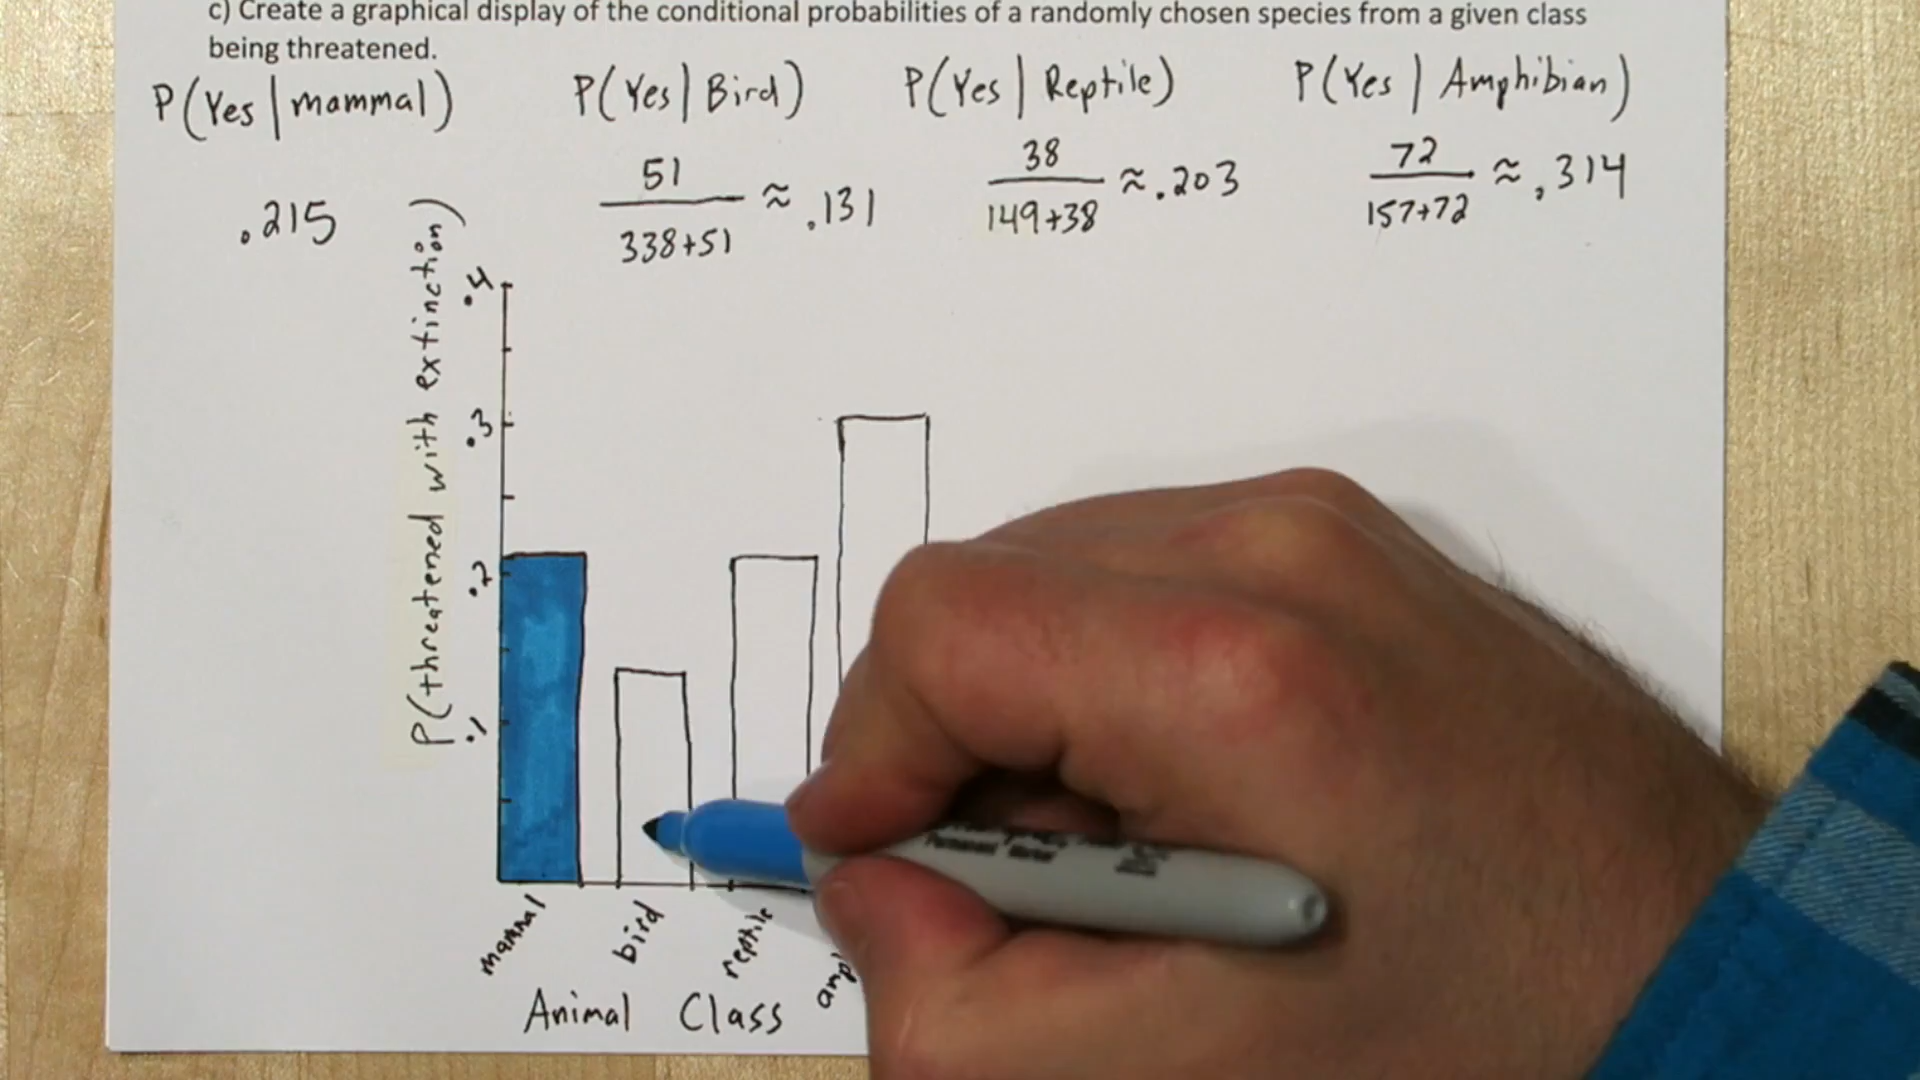 c) Create a graphical display of the conditional probabilities of a randomly chosen species from a given class
being threatened.
P(Yes | mammal)
.215
P(Yes | Bird)
51
338+51
≈ .131
P(Yes | Reptile)
38
149+38
≈ .203
P(Yes | Amphibian)
72
157+72
≈ .314
P(threatened with extinction)
.4
.3
.2
.1
mammal
bird
reptile
Animal Class
Permanent Marker